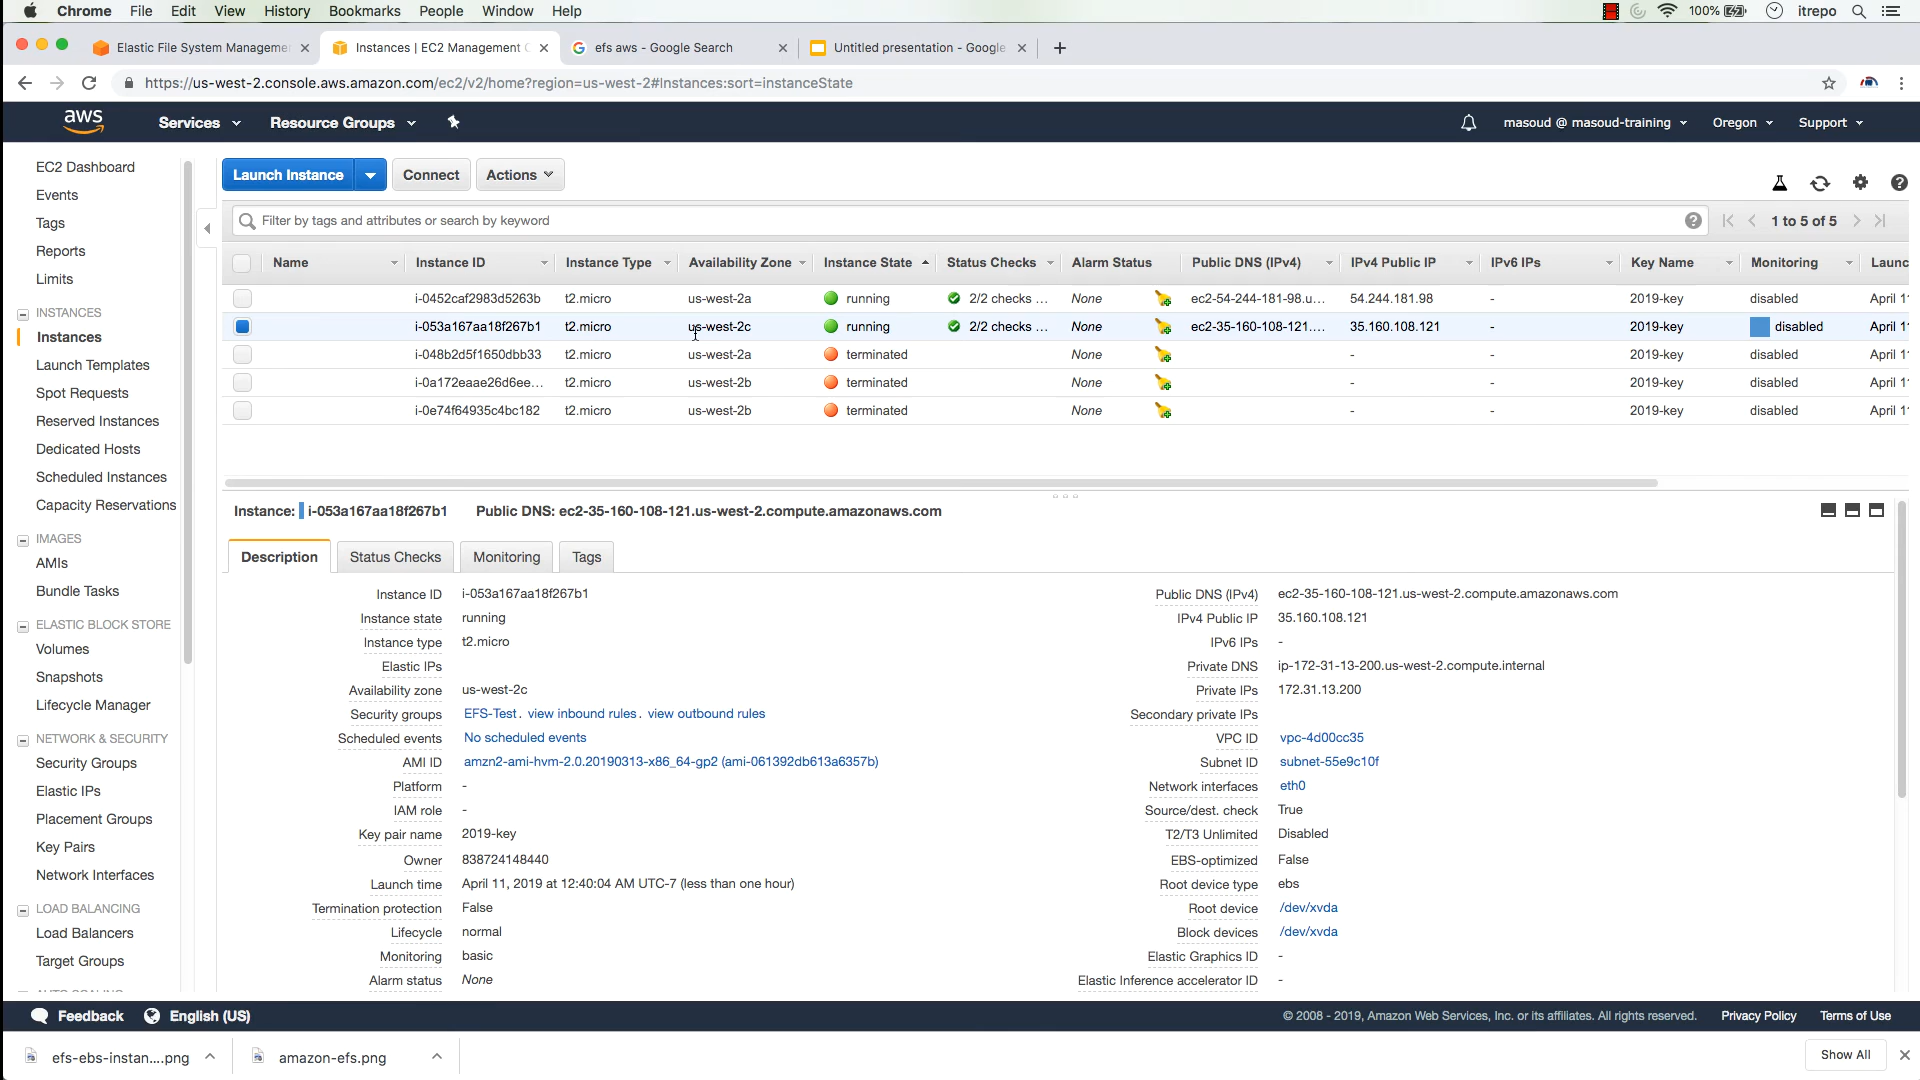 Chrome File Edit View History Bookmarks People Window Help 100% itrepo
Elastic File System Manageme Instances | EC2 Management C efs aws - Google Search Untitled presentation - Google
https://us-west-2.console.aws.amazon.com/ec2/v2/home?region=us-west-2#Instances:sort=instanceState
aws Services Resource Groups masoud @ masoud-training Oregon Support
EC2 Dashboard
Events
Tags
Reports
Limits
INSTANCES
Instances
Launch Templates
Spot Requests
Reserved Instances
Dedicated Hosts
Scheduled Instances
Capacity Reservations
IMAGES
AMIs
Bundle Tasks
ELASTIC BLOCK STORE
Volumes
Snapshots
Lifecycle Manager
NETWORK & SECURITY
Security Groups
Elastic IPs
Placement Groups
Key Pairs
Network Interfaces
LOAD BALANCING
Load Balancers
Target Groups
Launch Instance Connect Actions
Filter by tags and attributes or search by keyword 1 to 5 of 5
Name Instance ID Instance Type Availability Zone Instance State Status Checks Alarm Status Public DNS (IPv4) IPv4 Public IP IPv6 IPs Key Name Monitoring Launc
i-0452caf2983d5263b t2.micro us-west-2a running 2/2 checks ... None ec2-54-244-181-98.u... 54.244.181.98 - 2019-key disabled April 1
i-053a167aa18f267b1 t2.micro us-west-2c running 2/2 checks ... None ec2-35-160-108-121.... 35.160.108.121 - 2019-key disabled April 1
i-048b2d5f1650dbb33 t2.micro us-west-2a terminated None - - 2019-key disabled April 1
i-0a172eaae26d6ee... t2.micro us-west-2b terminated None - - 2019-key disabled April 1
i-0e74f64935c4bc182 t2.micro us-west-2b terminated None - - 2019-key disabled April 1
Instance: i-053a167aa18f267b1 Public DNS: ec2-35-160-108-121.us-west-2.compute.amazonaws.com
Description Status Checks Monitoring Tags
Instance ID i-053a167aa18f267b1 Public DNS (IPv4) ec2-35-160-108-121.us-west-2.compute.amazonaws.com
Instance state running IPv4 Public IP 35.160.108.121
Instance type t2.micro IPv6 IPs -
Elastic IPs Private DNS ip-172-31-13-200.us-west-2.compute.internal
Availability zone us-west-2c Private IPs 172.31.13.200
Security groups EFS-Test. view inbound rules. view outbound rules Secondary private IPs
Scheduled events No scheduled events VPC ID vpc-4d00cc35
AMI ID amzn2-ami-hvm-2.0.20190313-x86_64-gp2 (ami-061392db613a6357b) Subnet ID subnet-55e9c10f
Platform - Network interfaces eth0
IAM role - Source/dest. check True
Key pair name 2019-key T2/T3 Unlimited Disabled
Owner 838724148440 EBS-optimized False
Launch time April 11, 2019 at 12:40:04 AM UTC-7 (less than one hour) Root device type ebs
Termination protection False Root device /dev/xvda
Lifecycle normal Block devices /dev/xvda
Monitoring basic Elastic Graphics ID -
Alarm status None Elastic Inference accelerator ID -
Feedback English (US) © 2008 - 2019, Amazon Web Services, Inc. or its affiliates. All rights reserved. Privacy Policy Terms of Use
efs-ebs-instan....png amazon-efs.png Show All